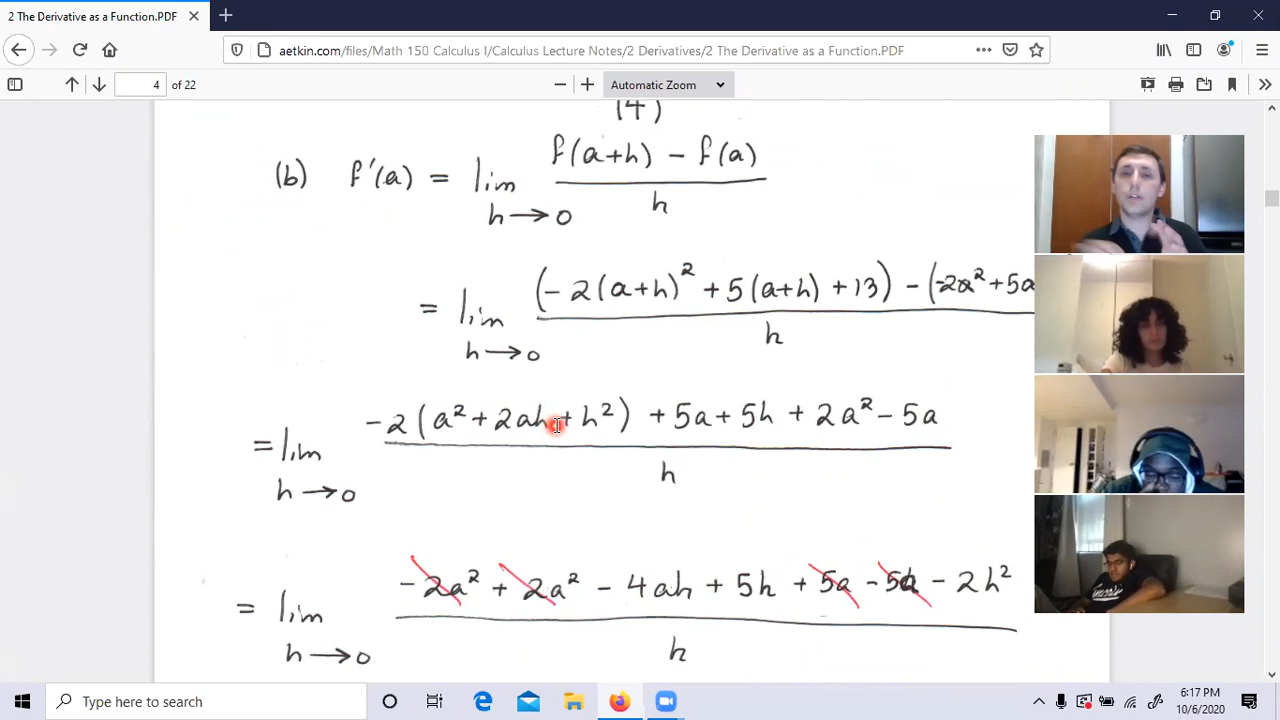 2 The Derivative as a Function.PDF
aetkin.com/files/Math 150 Calculus I/Calculus Lecture Notes/2 Derivatives/2 The Derivative as a Function.PDF
4 of 22
Automatic Zoom
(4)
(b) f'(a) = lim h→0 f(a+h) - f(a) / h
= lim h→0 (-2(a+h)² + 5(a+h) + 13) - (-2a² + 5a / h
= lim h→0 -2(a² + 2ah + h²) + 5a + 5h + 2a² - 5a / h
= lim h→0 -2a² + 2a² - 4ah + 5h + 5a - 5a - 2h² / h
Type here to search
6:17 PM
10/6/2020